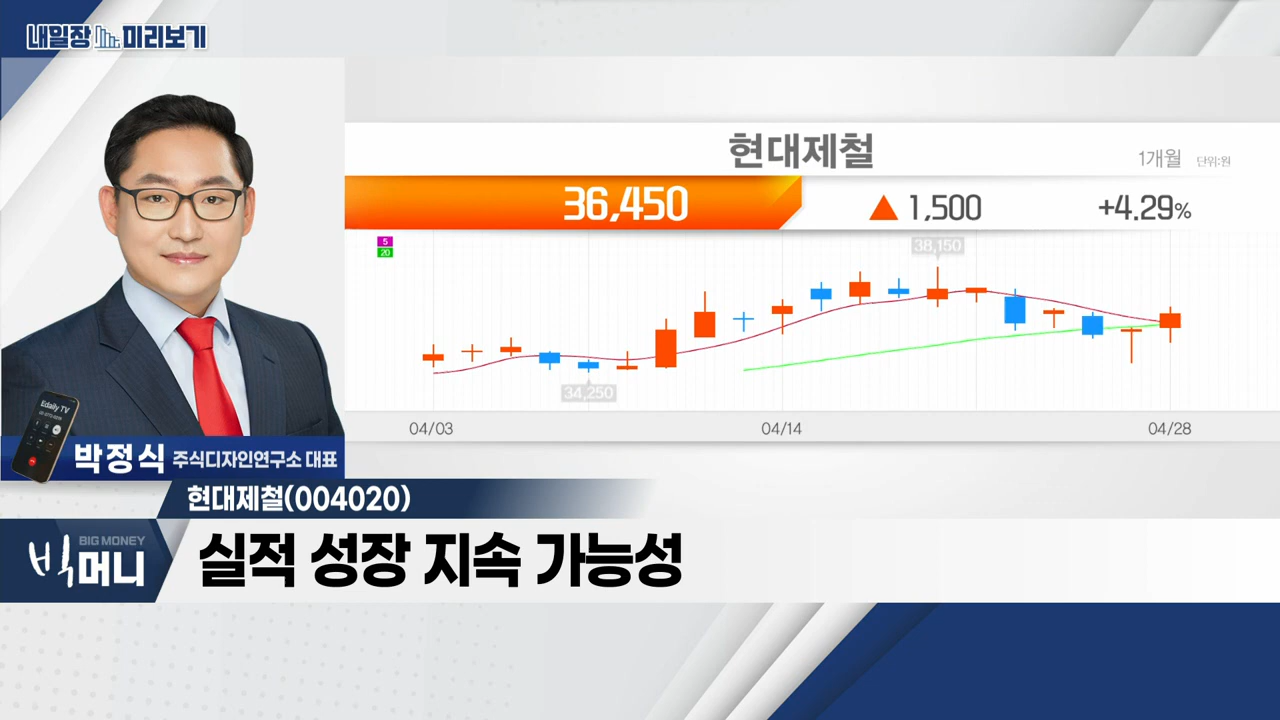 내일장 미리보기
현대제철
1개월 단위:원
36,450 ▲ 1,500 +4.29%
5
20
38,150
34,250
04/03 04/14 04/28
Edaily TV
박정식 주식디자인연구소 대표
현대제철(004020)
BIG MONEY
빅머니
실적 성장 지속 가능성